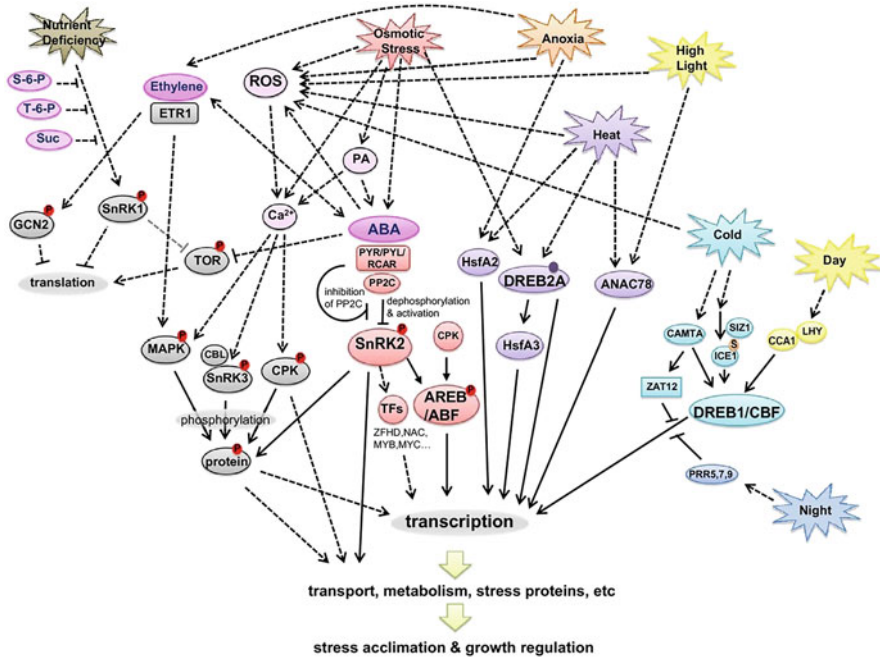 Nutrient
Deficiency
Osmotic
Stress
Anoxia
High
Light
S-6-P
T-6-P
Suc
Ethylene
ETR1
ROS
Heat
PA
P
GCN2
P
SnRK1
Ca2+
ABA
PYR/PYL/
RCAR
PP2C
P
TOR
translation
HsfA2
DREB2A
ANAC78
Cold
Day
inhibition
of PP2C
dephosphorylation
& activation
P
MAPK
CBL
P
SnRK3
P
CPK
P
SnRK2
CPK
HsfA3
CAMTA
SIZ1
S
ICE1
LHY
CCA1
ZAT12
DREB1/CBF
P
TFs
P
AREB
/ABF
ZFHD,NAC,
MYB,MYC...
phosphorylation
P
protein
PRR5,7,9
Night
transcription
transport, metabolism, stress proteins, etc
stress acclimation & growth regulation